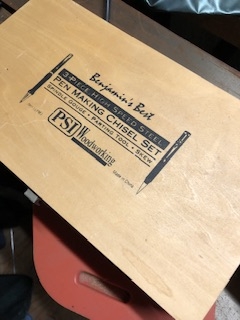 Benjamin's Best
3-Piece High Speed Steel
Pen Making Chisel Set
Spindle Gouge • Parting Tool • Skew
PSI
Woodworking
Made in China